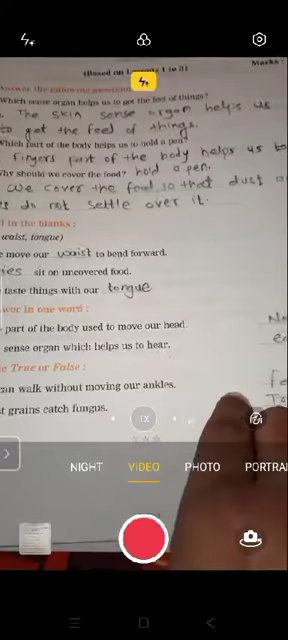 (Based on Lessons 1 to 3)
Marks :
Answer the following questions
Which sense organ helps us to get the feel of things?
The skin sense organ helps us
to get the feel of things.
Which part of the body helps us to hold a pen?
Fingers part of the body helps us to
hold a pen.
Why should we cover the food?
We cover the food so that dust
do not settle over it.
in the blanks :
waist, tongue)
move our waist to bend forward.
sit on uncovered food.
taste things with our tongue
in one word :
part of the body used to move our head.
sense organ which helps us to hear.
True or False :
can walk without moving our ankles.
grains catch fungus.
1X
NIGHT
VIDEO
PHOTO
PORTRAI